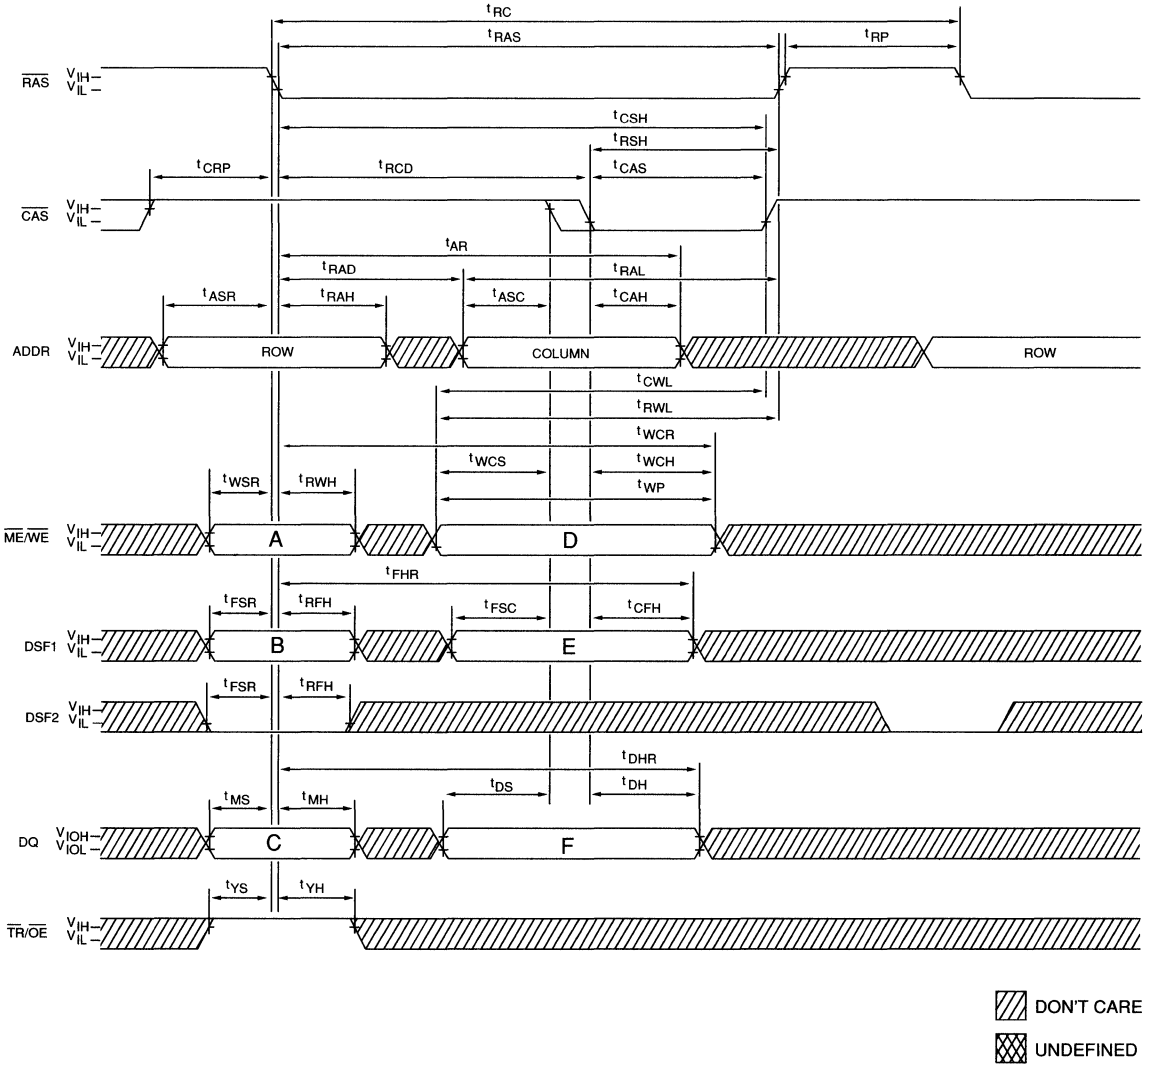 tRC
tRAS
tRP
RAS VIH
VIL
tCSH
tRSH
tCRP
tRCD
tCAS
CAS VIH
VIL
tAR
tRAD
tRAL
tASR
tRAH
tASC
tCAH
ADDR VIH
VIL
ROW
COLUMN
ROW
tCWL
tRWL
tWCR
tWCS
tWCH
tWSR
tRWH
tWP
ME/WE VIH
VIL
A
D
tFHR
tFSR
tRFH
tFSC
tCFH
DSF1 VIH
VIL
B
E
tFSR
tRFH
DSF2 VIH
VIL
tDHR
tDS
tDH
tMS
tMH
DQ VIOH
VIOL
C
F
tYS
tYH
TR/OE VIH
VIL
DON'T CARE
UNDEFINED